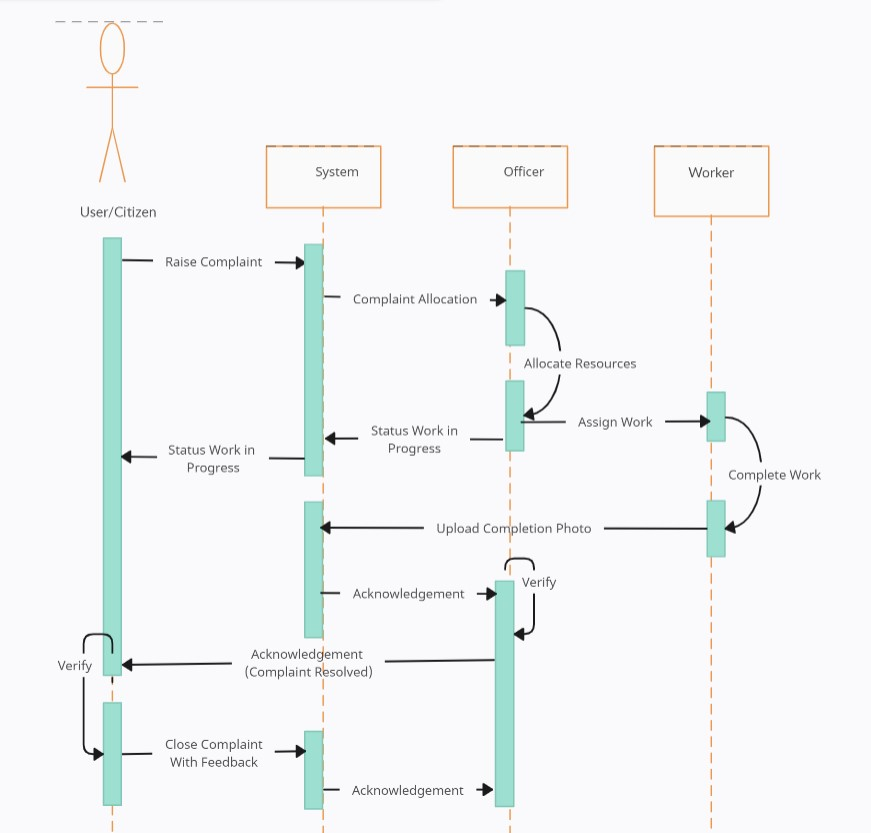 System
Officer
Worker
User/Citizen
Raise Complaint
Complaint Allocation
Allocate Resources
Assign Work
Status Work in
Progress
Status Work in
Progress
Complete Work
Upload Completion Photo
Verify
Acknowledgement
Acknowledgement
(Complaint Resolved)
Verify
Close Complaint
With Feedback
Acknowledgement